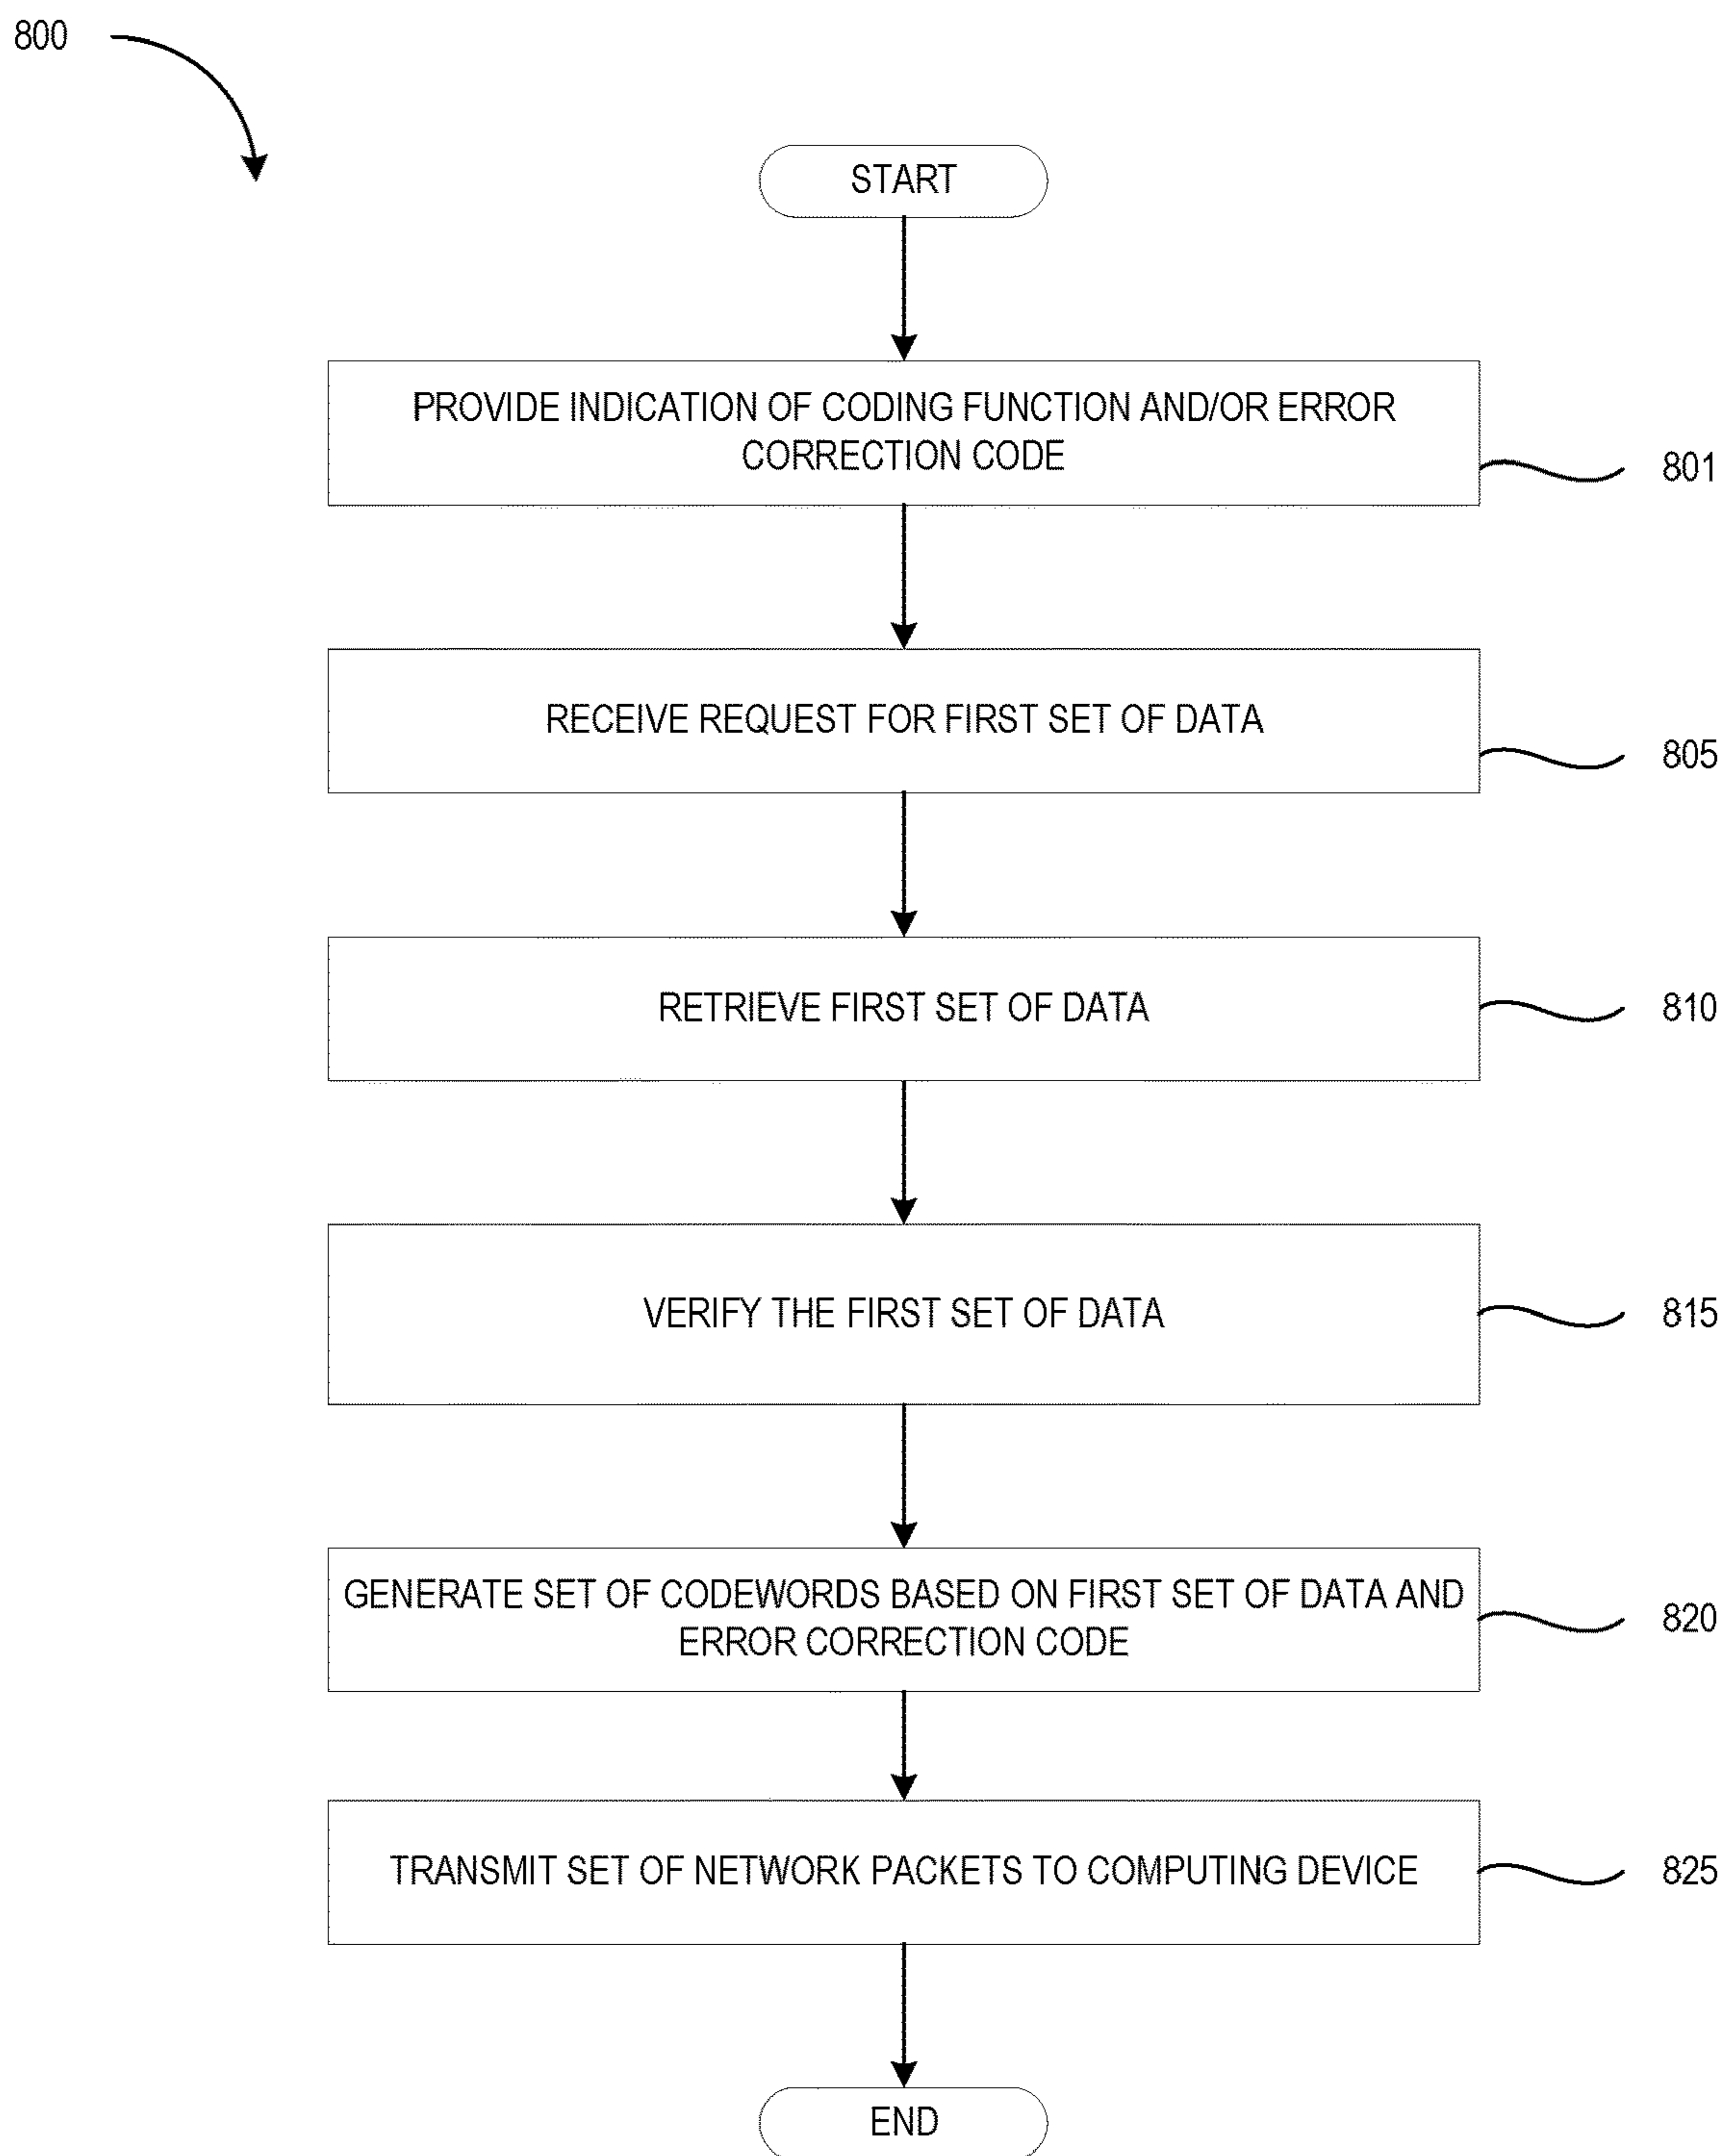 800
START
PROVIDE INDICATION OF CODING FUNCTION AND/OR ERROR
CORRECTION CODE
801
RECEIVE REQUEST FOR FIRST SET OF DATA
805
RETRIEVE FIRST SET OF DATA
810
VERIFY THE FIRST SET OF DATA
815
GENERATE SET OF CODEWORDS BASED ON FIRST SET OF DATA AND
ERROR CORRECTION CODE
820
TRANSMIT SET OF NETWORK PACKETS TO COMPUTING DEVICE
825
END